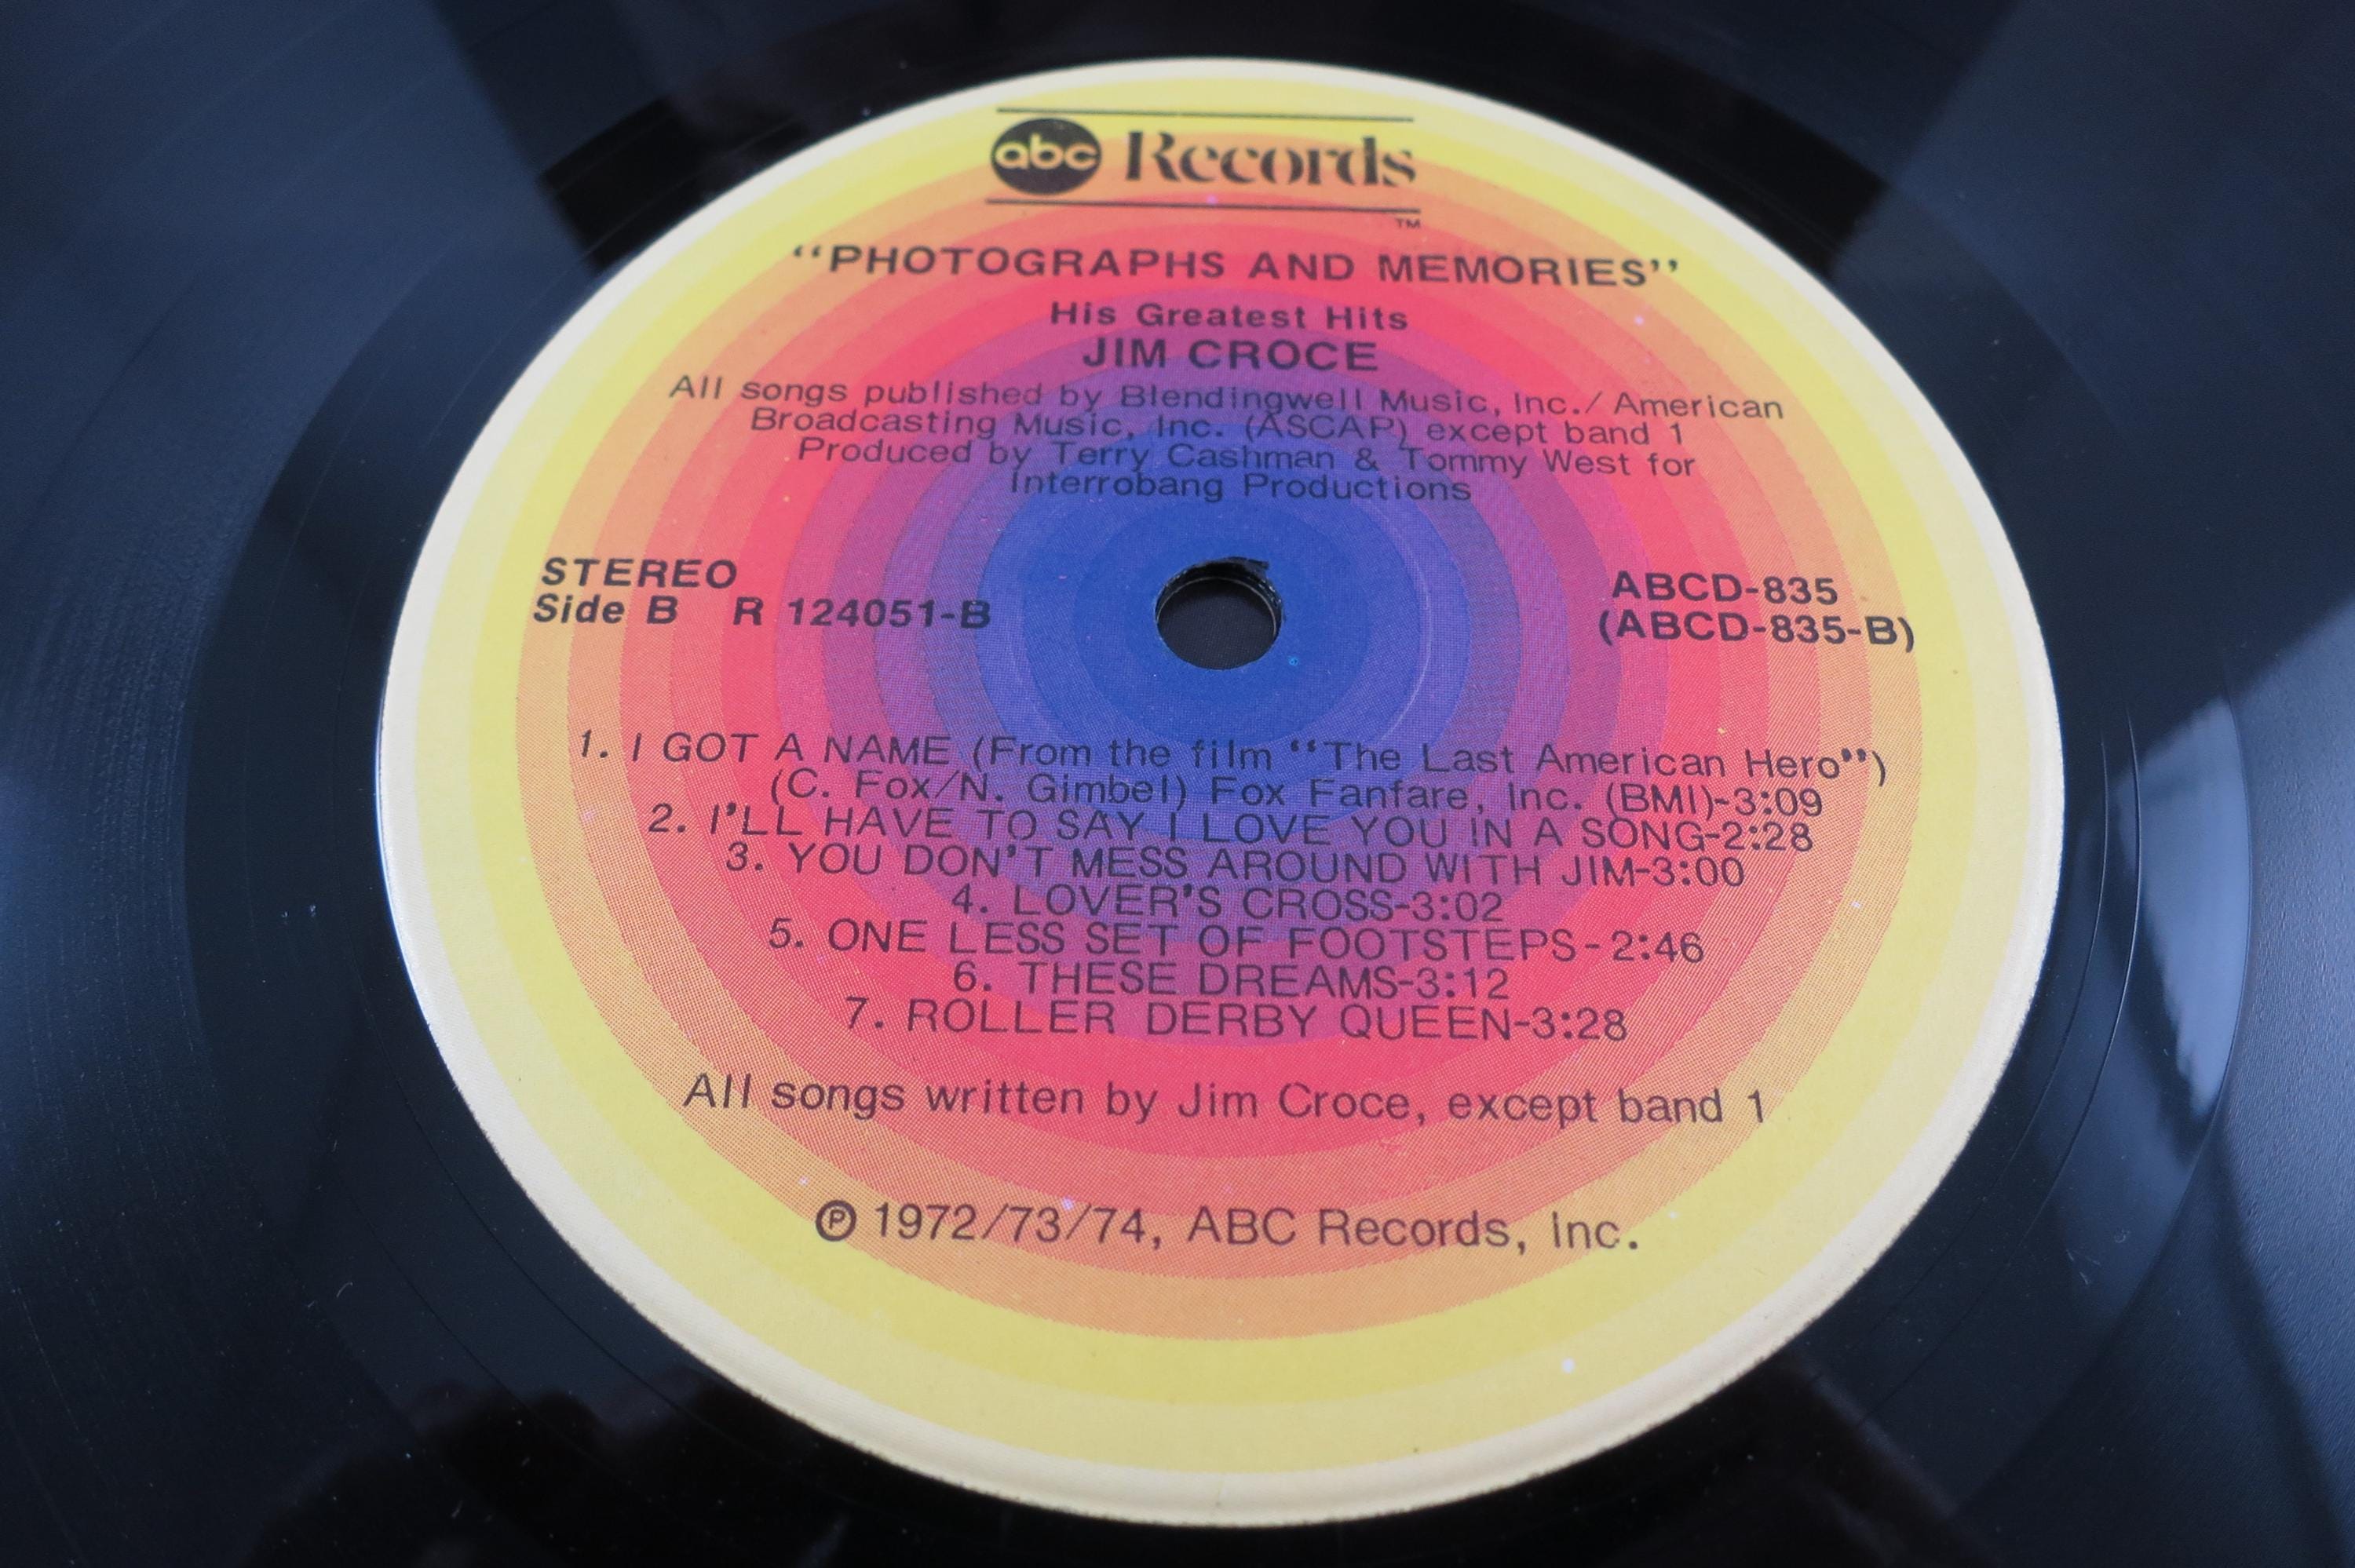 abc Records
TM
“PHOTOGRAPHS AND MEMORIES”
His Greatest Hits
JIM CROCE
All songs published by Blendingwell Music, Inc./American
Broadcasting Music, Inc. (ASCAP) except band 1
Produced by Terry Cashman & Tommy West for
Interrobang Productions
STEREO
Side B R 124051-B
ABCD-835
(ABCD-835-B)
1. I GOT A NAME (From the film “The Last American Hero”)
(C. Fox/N. Gimbel) Fox Fanfare, Inc. (BMI)-3:09
2. I'LL HAVE TO SAY I LOVE YOU IN A SONG-2:28
3. YOU DON'T MESS AROUND WITH JIM-3:00
4. LOVER'S CROSS-3:02
5. ONE LESS SET OF FOOTSTEPS-2:46
6. THESE DREAMS-3:12
7. ROLLER DERBY QUEEN-3:28
All songs written by Jim Croce, except band 1
℗ 1972/73/74, ABC Records, Inc.